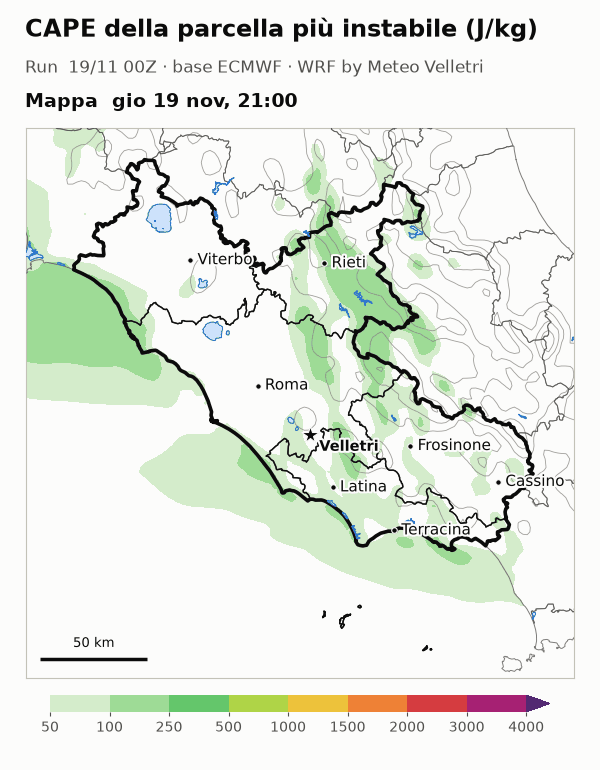 CAPE della parcella più instabile (J/kg)
Run 19/11 00Z · base ECMWF · WRF by Meteo Velletri
Mappa gio 19 nov, 21:00
Viterbo
Rieti
Roma
Velletri
Frosinone
Latina
Cassino
Terracina
50 km
50 100 250 500 1000 1500 2000 3000 4000